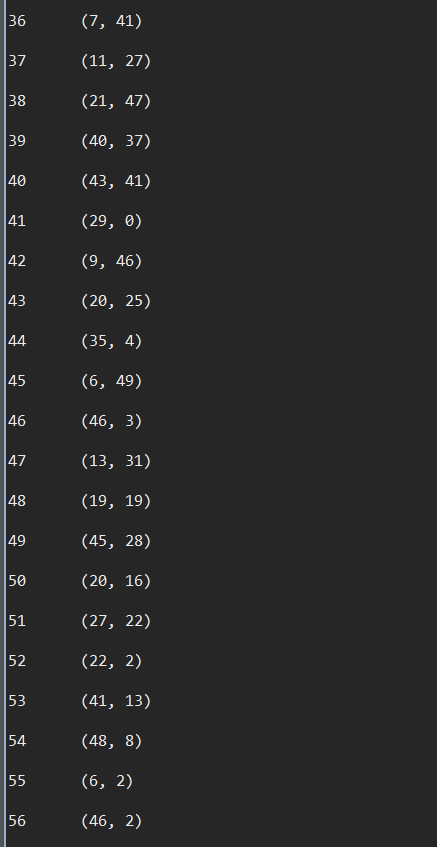 36 (7, 41)
37 (11, 27)
38 (21, 47)
39 (40, 37)
40 (43, 41)
41 (29, 0)
42 (9, 46)
43 (20, 25)
44 (35, 4)
45 (6, 49)
46 (46, 3)
47 (13, 31)
48 (19, 19)
49 (45, 28)
50 (20, 16)
51 (27, 22)
52 (22, 2)
53 (41, 13)
54 (48, 8)
55 (6, 2)
56 (46, 2)